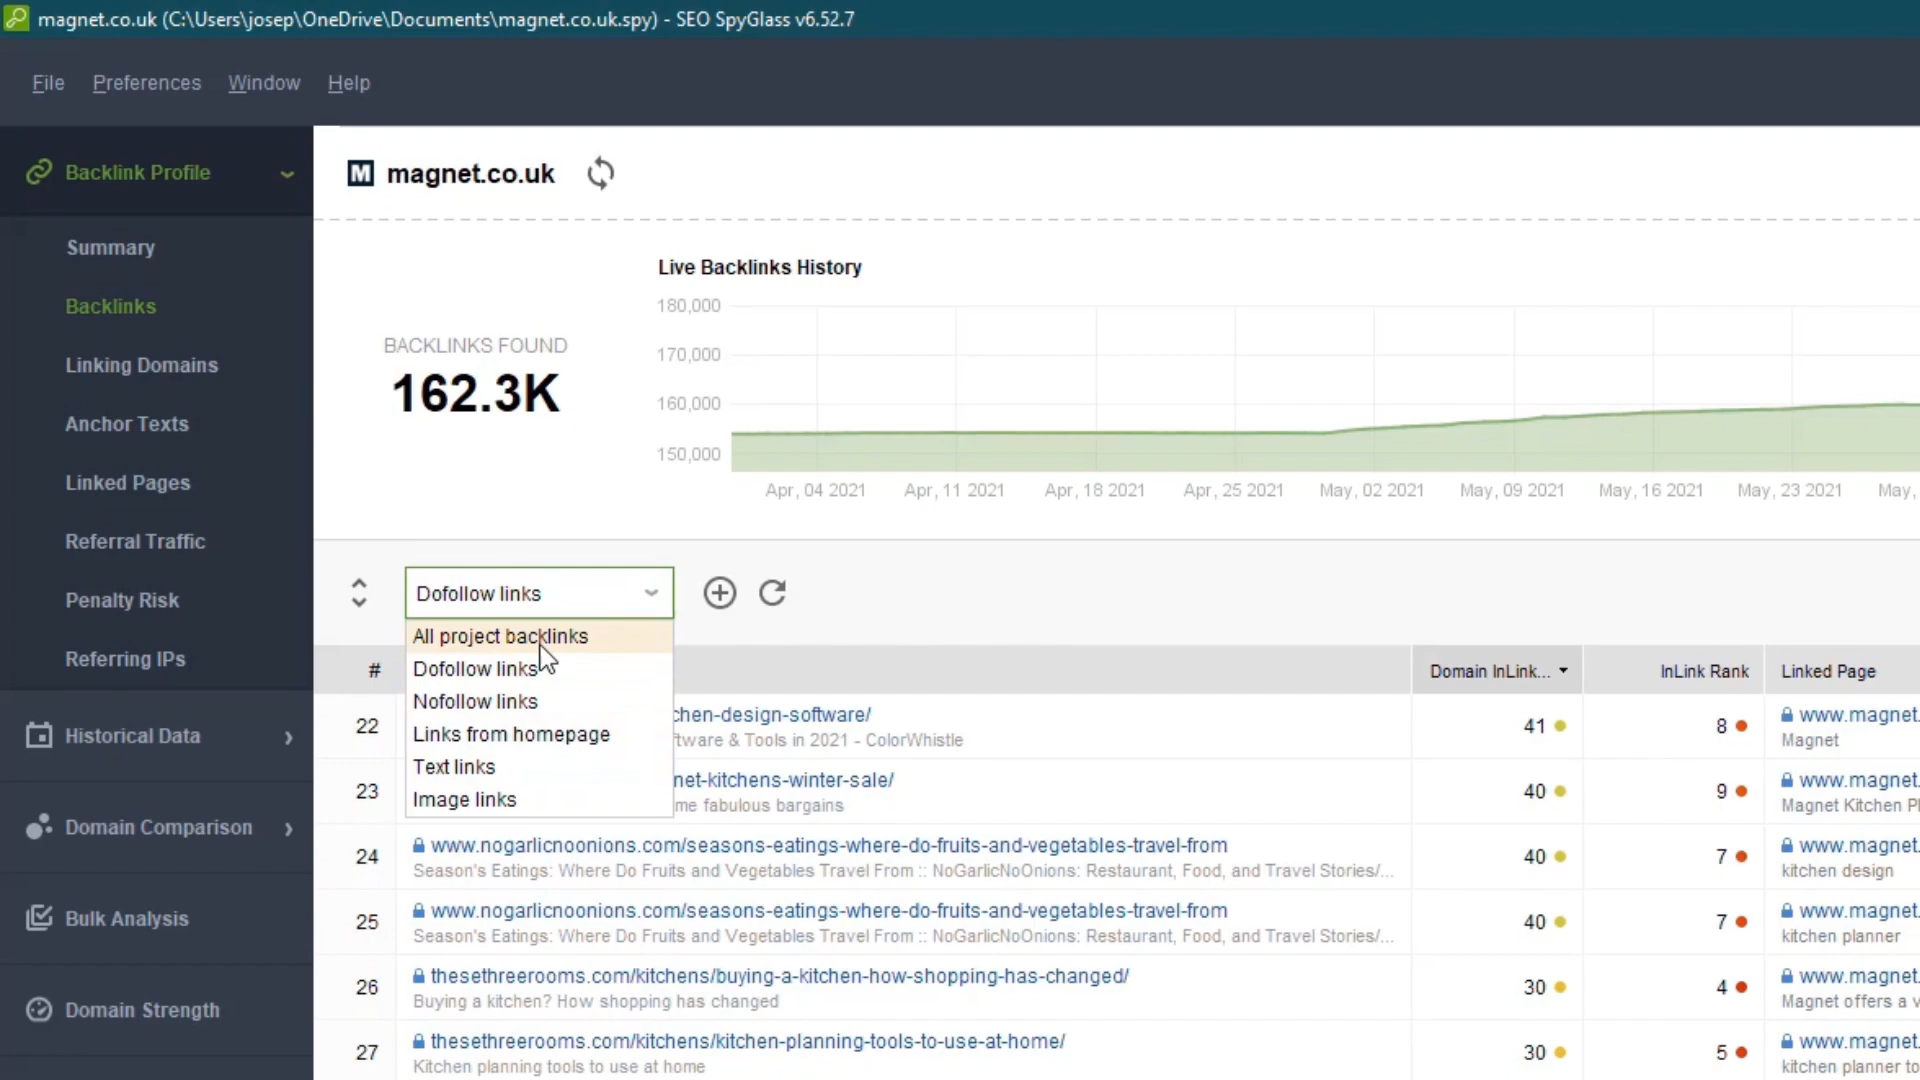 magnet.co.uk (C:\Users\josep\OneDrive\Documents\magnet.co.uk.spy) - SEO SpyGlass v6.52.7
File Preferences Window Help
Backlink Profile
Summary
Backlinks
Linking Domains
Anchor Texts
Linked Pages
Referral Traffic
Penalty Risk
Referring IPs
Historical Data
Domain Comparison
Bulk Analysis
Domain Strength
M magnet.co.uk
BACKLINKS FOUND
162.3K
Live Backlinks History
180,000
170,000
160,000
150,000
Apr, 04 2021 Apr, 11 2021 Apr, 18 2021 Apr, 25 2021 May, 02 2021 May, 09 2021 May, 16 2021 May, 23 2021 May,
Dofollow links
All project backlinks
Dofollow links
Nofollow links
Links from homepage
Text links
Image links
# Domain InLink... InLink Rank Linked Page
22 chen-design-software/ 41 8 www.magnet.
ftware & Tools in 2021 - ColorWhistle Magnet
23 net-kitchens-winter-sale/ 40 9 www.magnet.
me fabulous bargains Magnet Kitchen Pl
24 www.nogarlicnoonions.com/seasons-eatings-where-do-fruits-and-vegetables-travel-from 40 7 www.magnet.
Season's Eatings: Where Do Fruits and Vegetables Travel From :: NoGarlicNoOnions: Restaurant, Food, and Travel Stories/... kitchen design
25 www.nogarlicnoonions.com/seasons-eatings-where-do-fruits-and-vegetables-travel-from 40 7 www.magnet.
Season's Eatings: Where Do Fruits and Vegetables Travel From :: NoGarlicNoOnions: Restaurant, Food, and Travel Stories/... kitchen planner
26 thesethreerooms.com/kitchens/buying-a-kitchen-how-shopping-has-changed/ 30 4 www.magnet.
Buying a kitchen? How shopping has changed Magnet offers a v
27 thesethreerooms.com/kitchens/kitchen-planning-tools-to-use-at-home/ 30 5 www.magnet.
Kitchen planning tools to use at home kitchen planner to